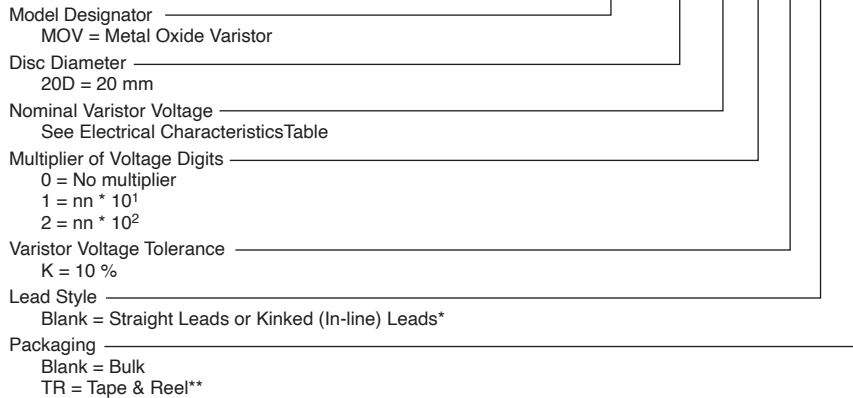 Model Designator
MOV = Metal Oxide Varistor
Disc Diameter
20D = 20 mm
Nominal Varistor Voltage
See Electrical CharacteristicsTable
Multiplier of Voltage Digits
0 = No multiplier
1 = nn * 10¹
2 = nn * 10²
Varistor Voltage Tolerance
K = 10 %
Lead Style
Blank = Straight Leads or Kinked (In-line) Leads*
Packaging
Blank = Bulk
TR = Tape & Reel**